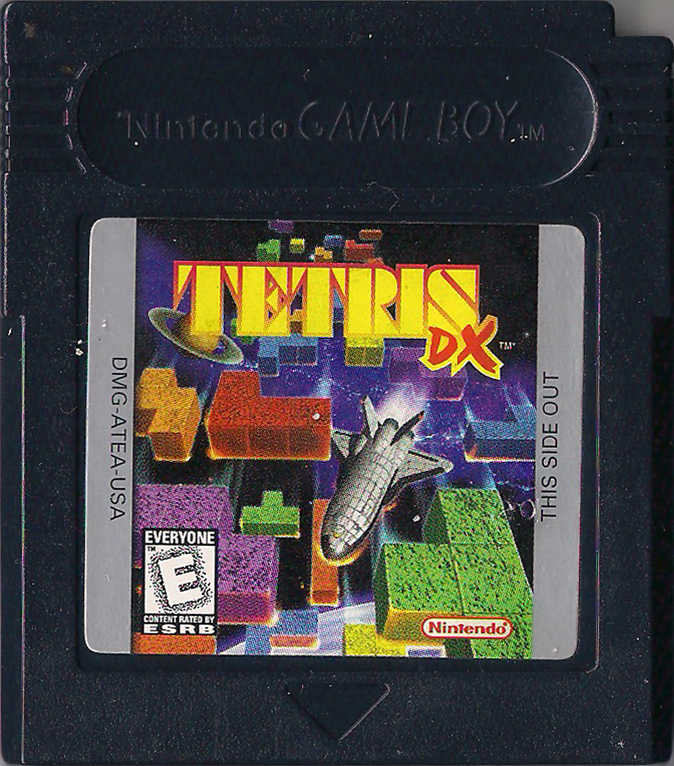 Nintendo GAME BOY TM
TETRIS
DX TM
DMG-ATEA-USA
THIS SIDE OUT
EVERYONE
TM
E
CONTENT RATED BY
ESRB
Nintendo®